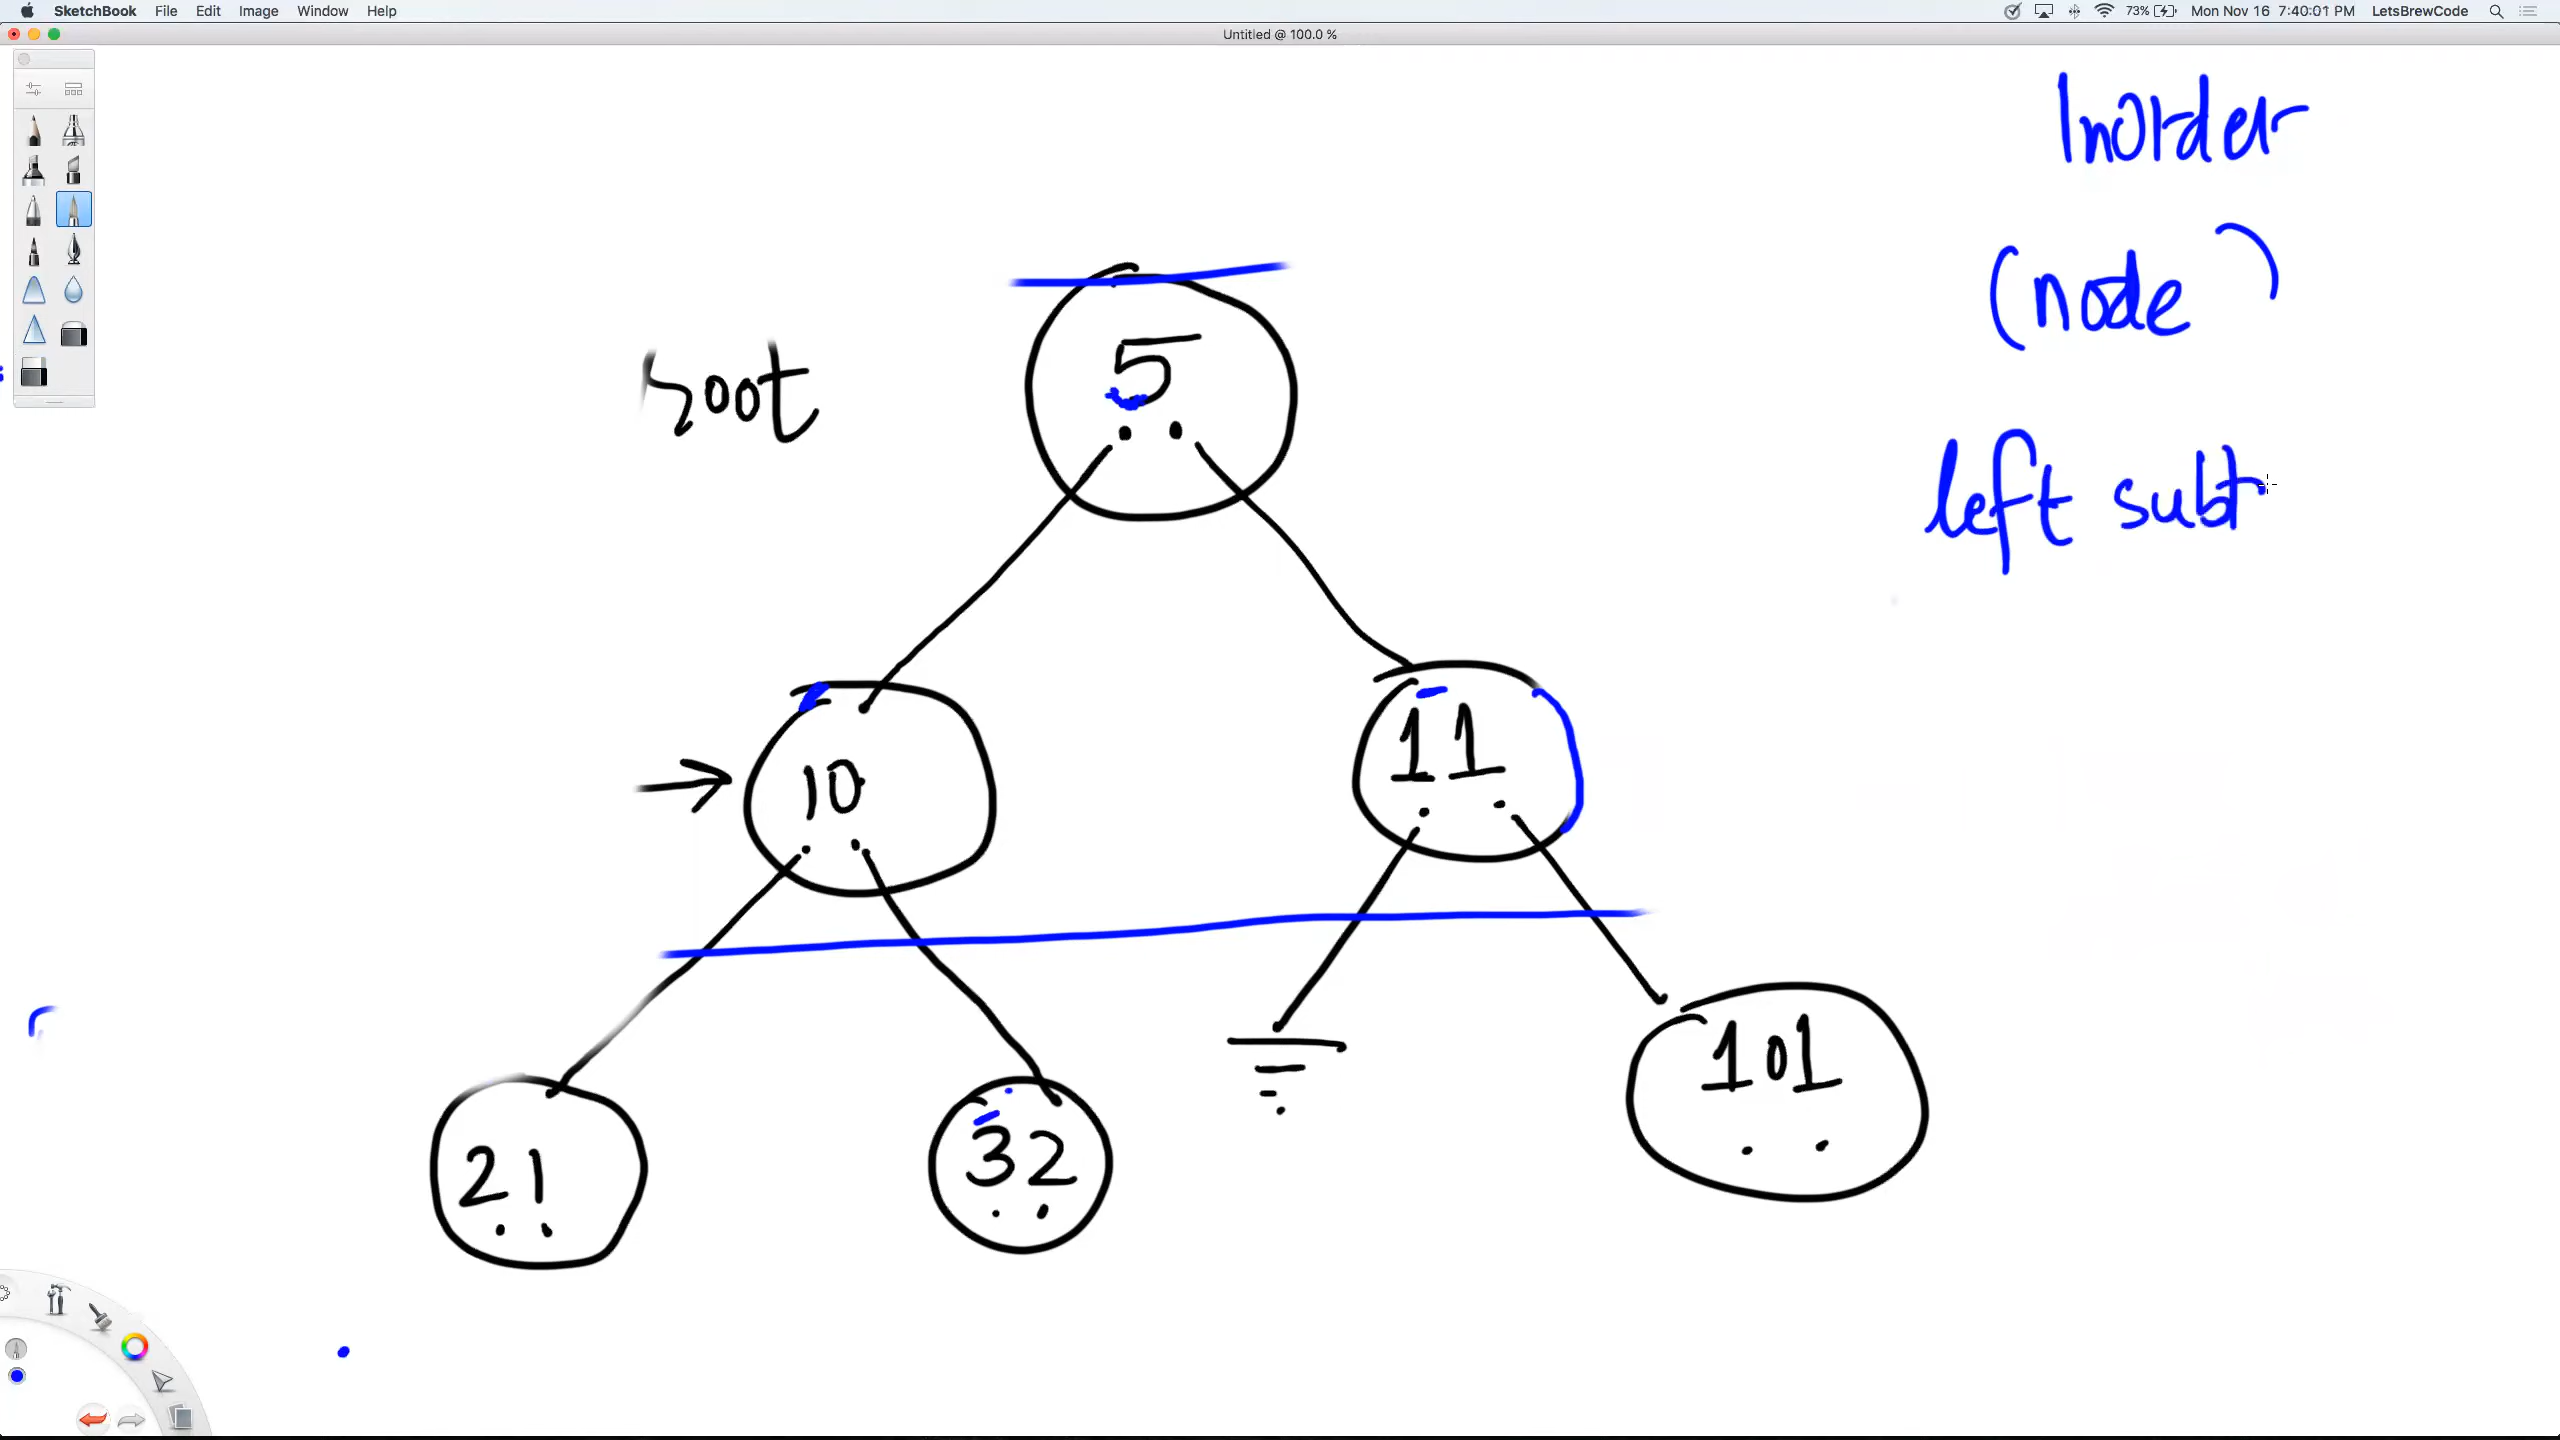 SketchBook File Edit Image Window Help 73% Mon Nov 16 7:40:01 PM LetsBrewCode
Untitled @ 100.0 %
Inorder
(node )
root
5
left subt
10
11
21
32
101